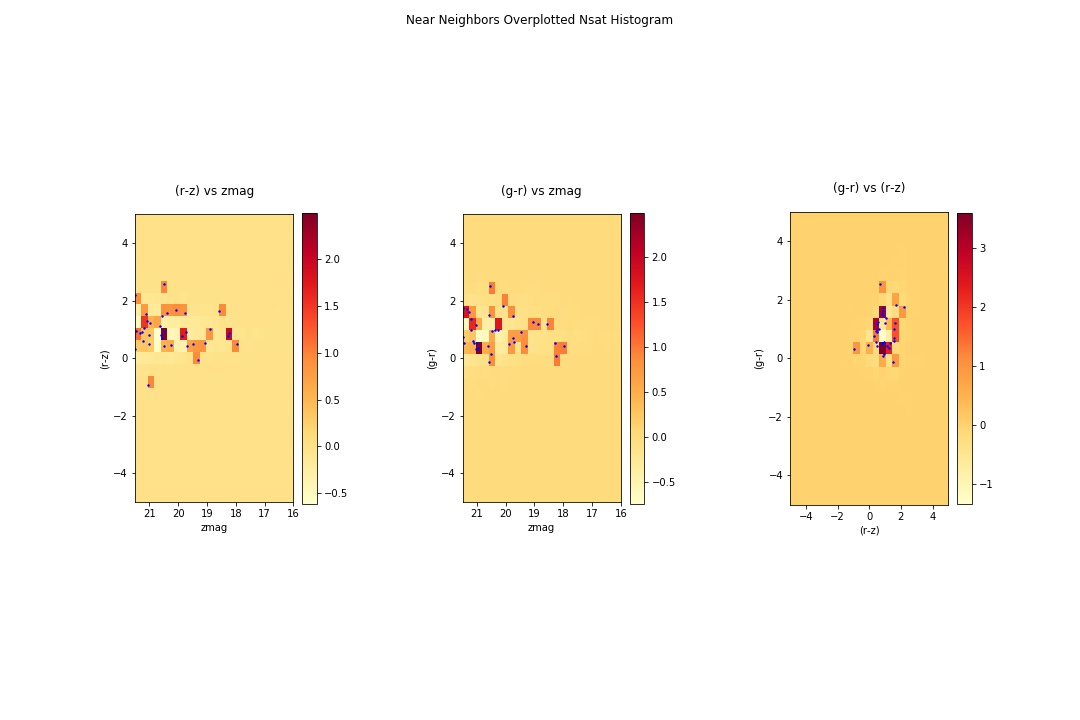 Near Neighbors Overplotted Nsat Histogram
(r-z) vs zmag
(g-r) vs zmag
(g-r) vs (r-z)
4
2
0
−2
−4
(r-z)
21 20 19 18 17 16
zmag
2.0
1.5
1.0
0.5
0.0
−0.5
4
2
0
−2
−4
(g-r)
21 20 19 18 17 16
zmag
2.0
1.5
1.0
0.5
0.0
−0.5
4
2
0
−2
−4
(g-r)
−4 −2 0 2 4
(r-z)
3
2
1
0
−1